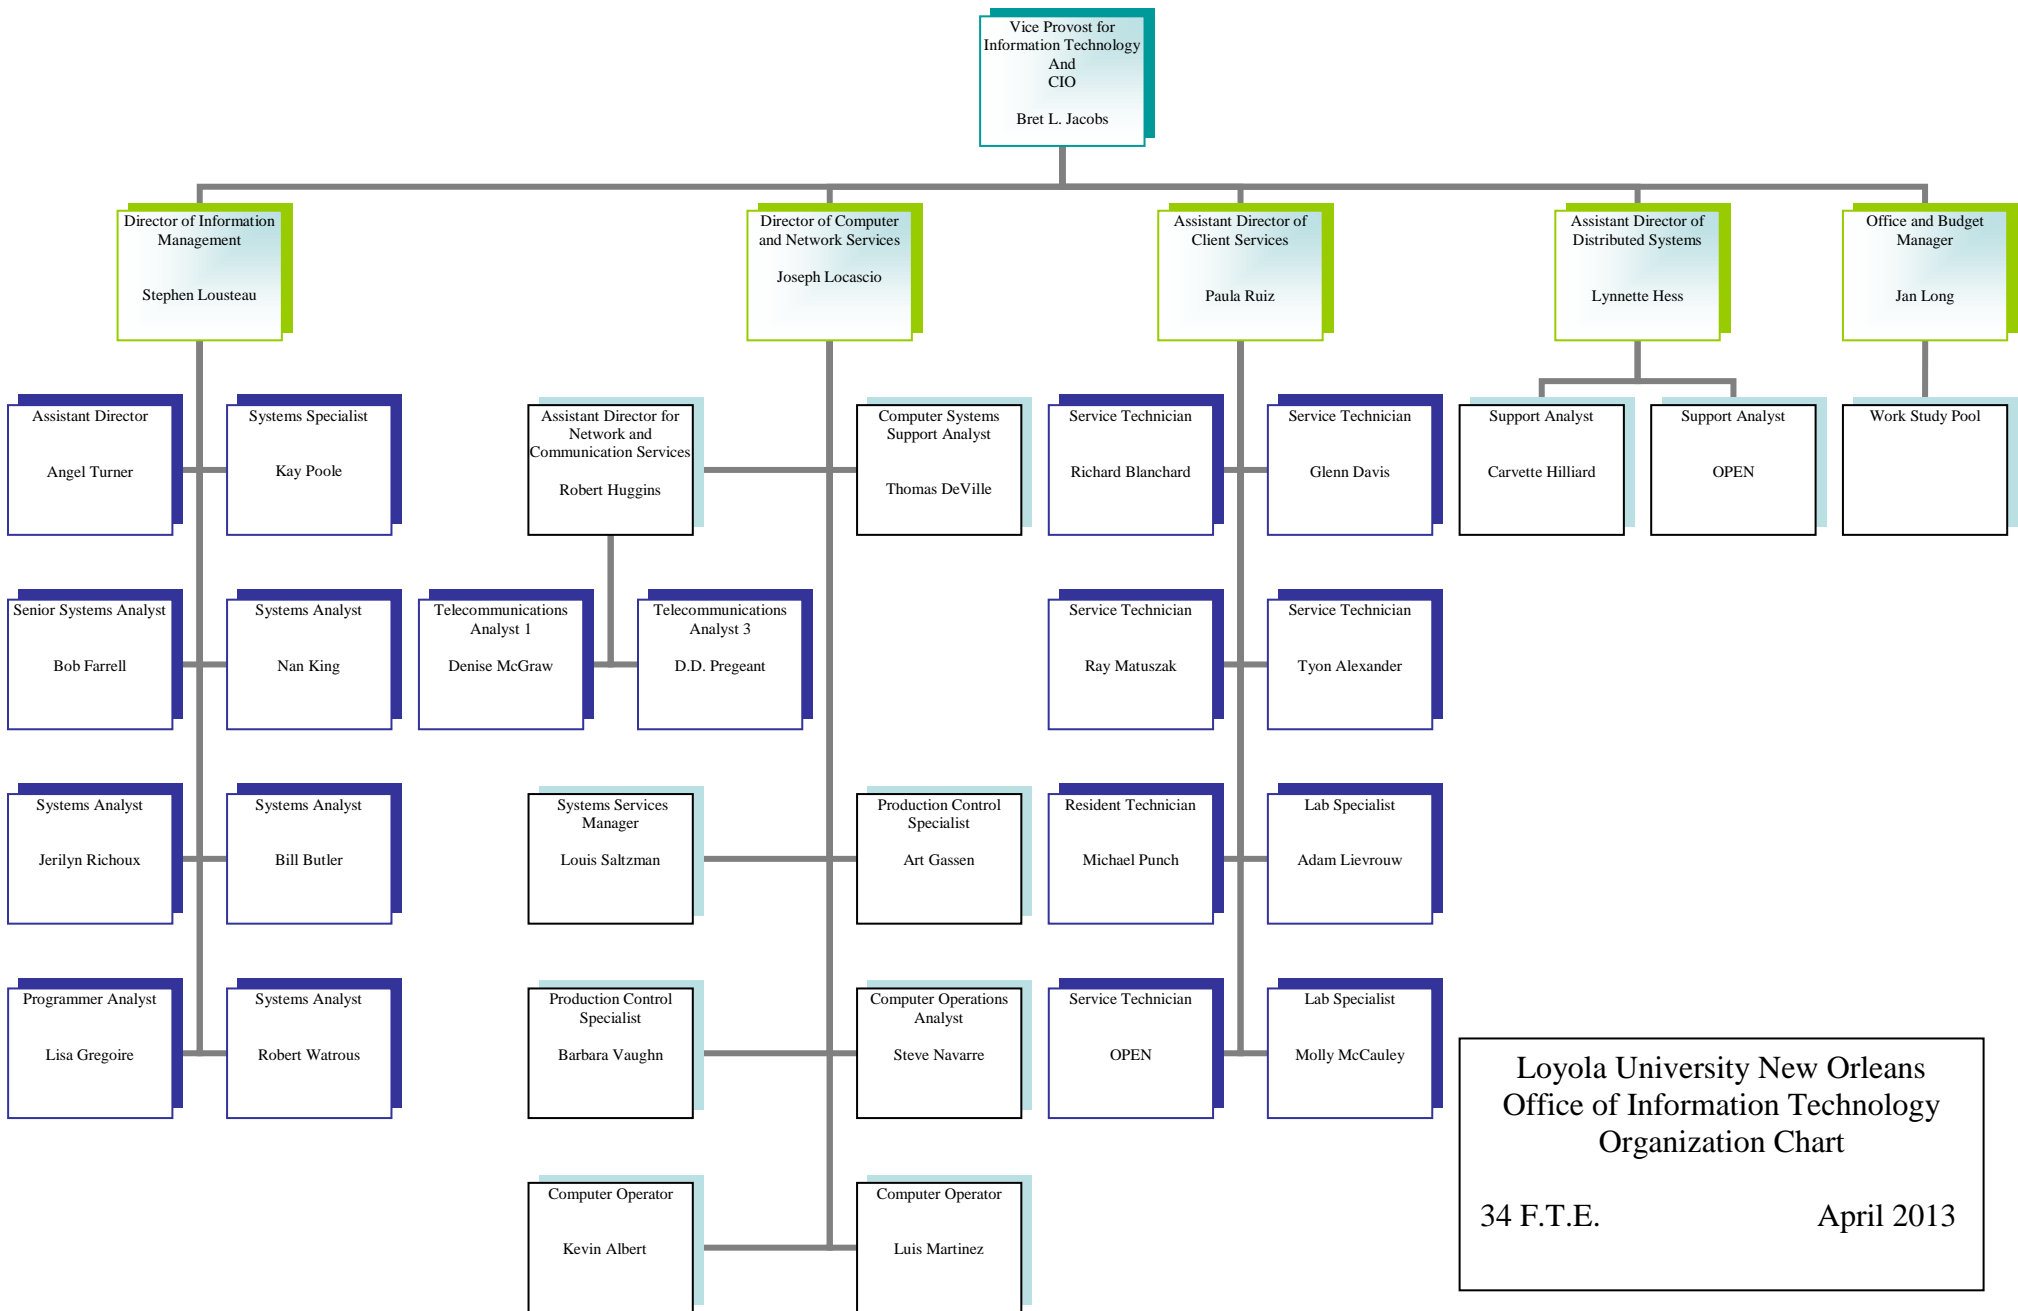 Vice Provost for
Information Technology
And
CIO
Bret L. Jacobs
Director of Information
Management
Stephen Lousteau
Director of Computer
and Network Services
Joseph Locascio
Assistant Director of
Client Services
Paula Ruiz
Assistant Director of
Distributed Systems
Lynnette Hess
Office and Budget
Manager
Jan Long
Assistant Director
Angel Turner
Systems Specialist
Kay Poole
Assistant Director for
Network and
Communication Services
Robert Huggins
Computer Systems
Support Analyst
Thomas DeVille
Service Technician
Richard Blanchard
Service Technician
Glenn Davis
Support Analyst
Carvette Hilliard
Support Analyst
OPEN
Work Study Pool
Senior Systems Analyst
Bob Farrell
Systems Analyst
Nan King
Telecommunications
Analyst 1
Denise McGraw
Telecommunications
Analyst 3
D.D. Pregeant
Service Technician
Ray Matuszak
Service Technician
Tyon Alexander
Systems Analyst
Jerilyn Richoux
Systems Analyst
Bill Butler
Systems Services
Manager
Louis Saltzman
Production Control
Specialist
Art Gassen
Resident Technician
Michael Punch
Lab Specialist
Adam Lievrouw
Programmer Analyst
Lisa Gregoire
Systems Analyst
Robert Watrous
Production Control
Specialist
Barbara Vaughn
Computer Operations
Analyst
Steve Navarre
Service Technician
OPEN
Lab Specialist
Molly McCauley
Computer Operator
Kevin Albert
Computer Operator
Luis Martinez
Loyola University New Orleans
Office of Information Technology
Organization Chart
34 F.T.E. April 2013